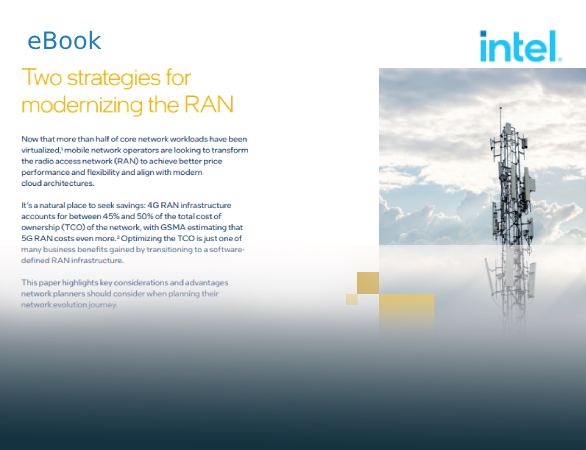 eBook
intel.
Two strategies for
modernizing the RAN
Now that more than half of core network workloads have been
virtualized,¹ mobile network operators are looking to transform
the radio access network (RAN) to achieve better price
performance and flexibility and align with modern
cloud architectures.
It's a natural place to seek savings: 4G RAN infrastructure
accounts for between 45% and 50% of the total cost of
ownership (TCO) of the network, with GSMA estimating that
5G RAN costs even more.² Optimizing the TCO is just one of
many business benefits gained by transitioning to a software-
defined RAN infrastructure.
This paper highlights key considerations and advantages
network planners should consider when planning their
network evolution journey.